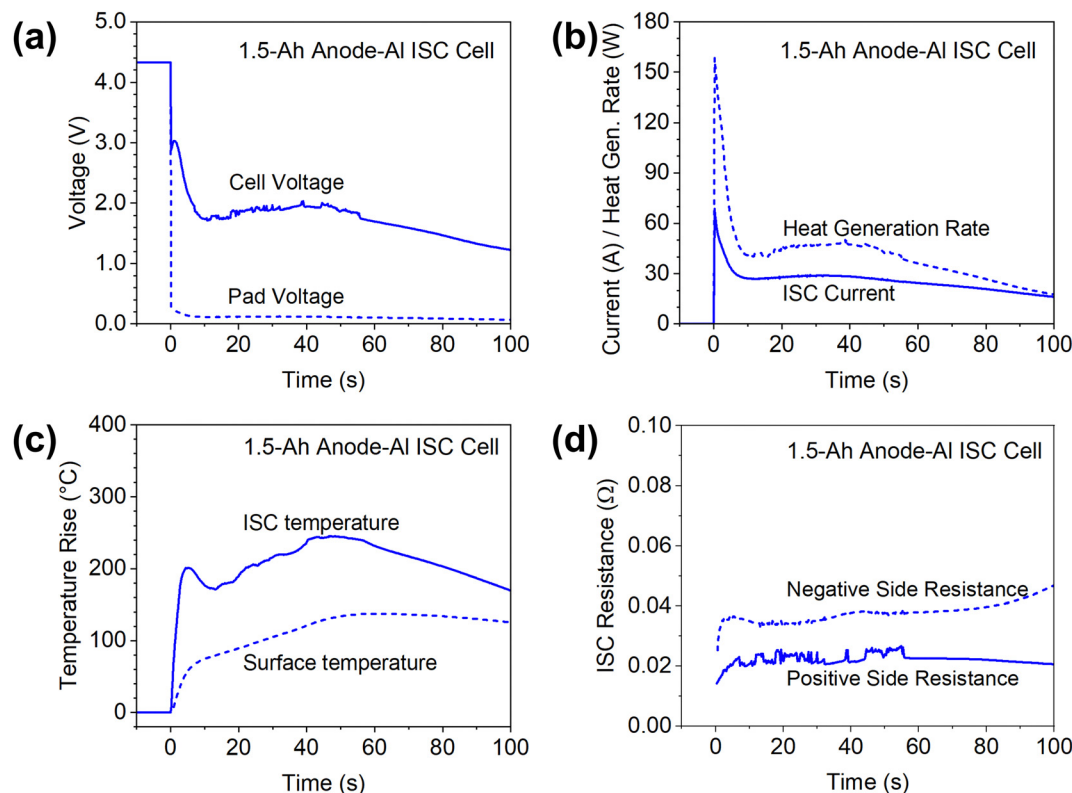 (a)
1.5-Ah Anode-Al ISC Cell
Voltage (V)
5.0
4.0
3.0
2.0
1.0
0.0
Cell Voltage
Pad Voltage
0 20 40 60 80 100
Time (s)
(b)
1.5-Ah Anode-Al ISC Cell
Current (A) / Heat Gen. Rate (W)
180
150
120
90
60
30
0
Heat Generation Rate
ISC Current
0 20 40 60 80 100
Time (s)
(c)
1.5-Ah Anode-Al ISC Cell
Temperature Rise (°C)
400
300
200
100
0
ISC temperature
Surface temperature
0 20 40 60 80 100
Time (s)
(d)
1.5-Ah Anode-Al ISC Cell
ISC Resistance (Ω)
0.10
0.08
0.06
0.04
0.02
0.00
Negative Side Resistance
Positive Side Resistance
0 20 40 60 80 100
Time (s)